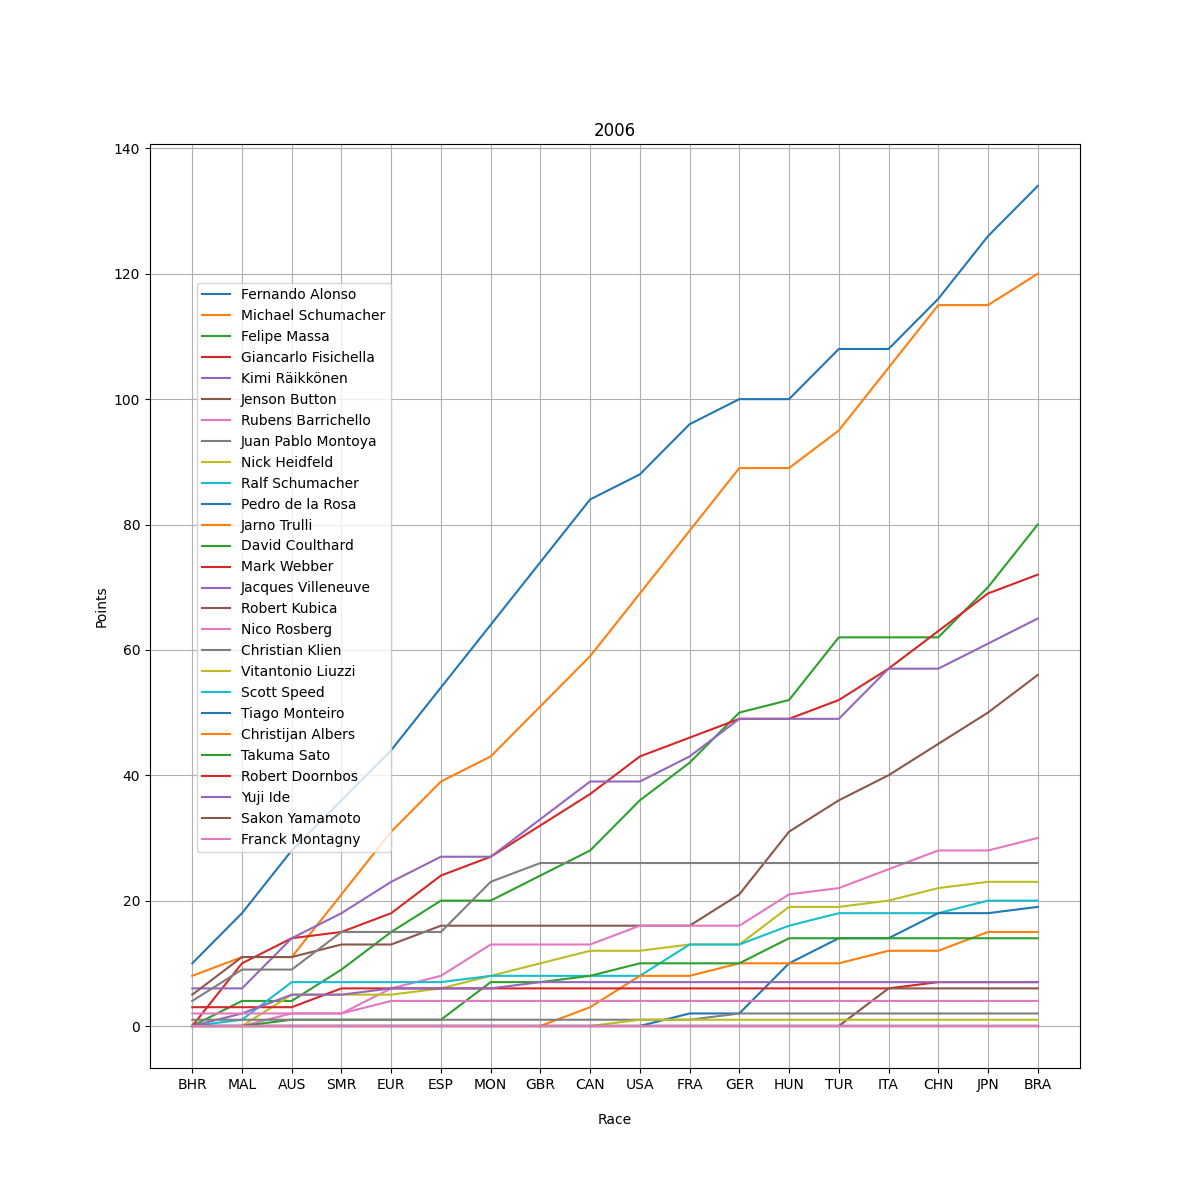 2006
140
120
100
80
60
40
20
0
Points
Fernando Alonso
Michael Schumacher
Felipe Massa
Giancarlo Fisichella
Kimi Räikkönen
Jenson Button
Rubens Barrichello
Juan Pablo Montoya
Nick Heidfeld
Ralf Schumacher
Pedro de la Rosa
Jarno Trulli
David Coulthard
Mark Webber
Jacques Villeneuve
Robert Kubica
Nico Rosberg
Christian Klien
Vitantonio Liuzzi
Scott Speed
Tiago Monteiro
Christijan Albers
Takuma Sato
Robert Doornbos
Yuji Ide
Sakon Yamamoto
Franck Montagny
BHR MAL AUS SMR EUR ESP MON GBR CAN USA FRA GER HUN TUR ITA CHN JPN BRA
Race